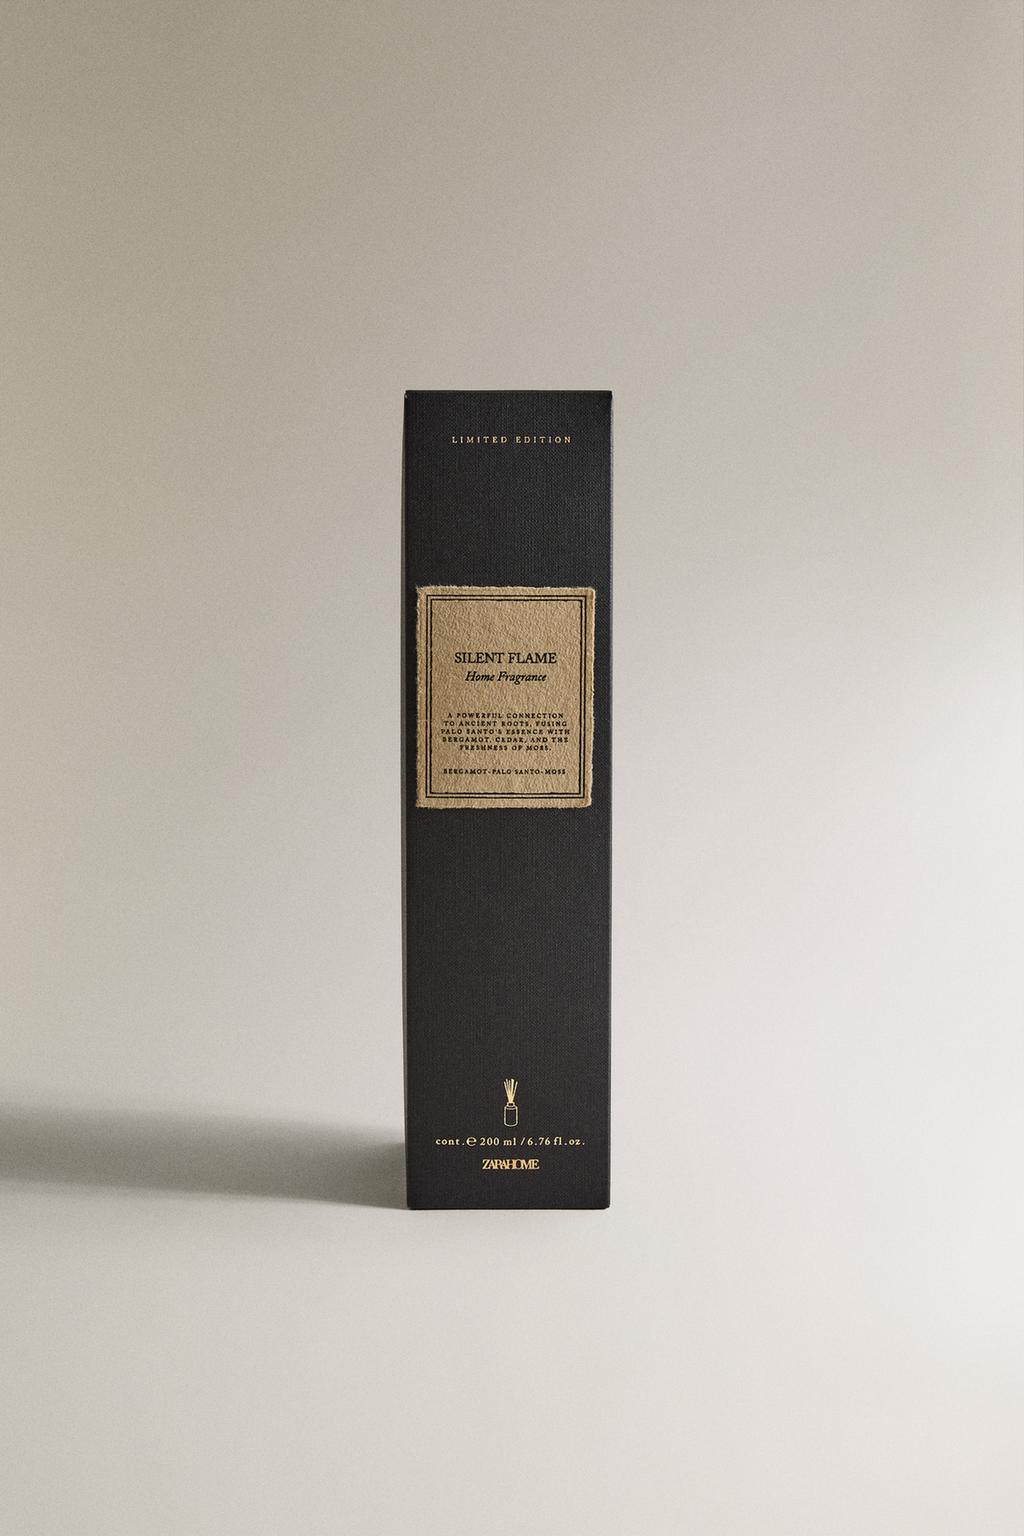 LIMITED EDITION
SILENT FLAME
Home Fragrance
A POWERFUL CONNECTION
TO ANCIENT ROOTS, FUSING
PALO SANTO'S ESSENCE WITH
BERGAMOT, CEDAR, AND THE
FRESHNESS OF MOSS.
BERGAMOT-PALO SANTO-MOSS
cont. ℮ 200 ml / 6.76 fl.oz.
ZARAHOME